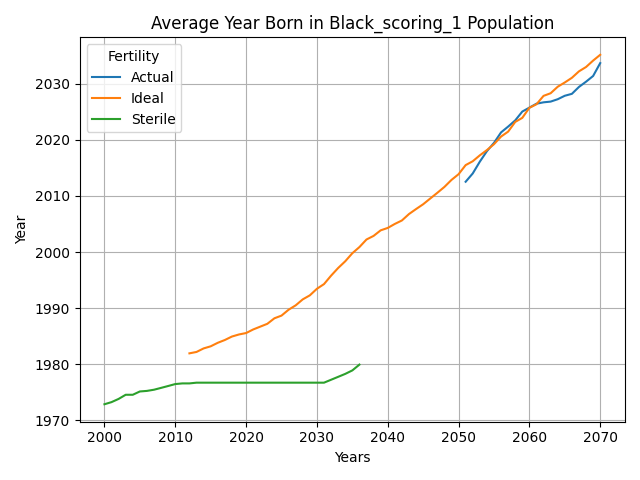 Average Year Born in Black_scoring_1 Population
Fertility
Actual
Ideal
Sterile
Year
2030
2020
2010
2000
1990
1980
1970
2000 2010 2020 2030 2040 2050 2060 2070
Years